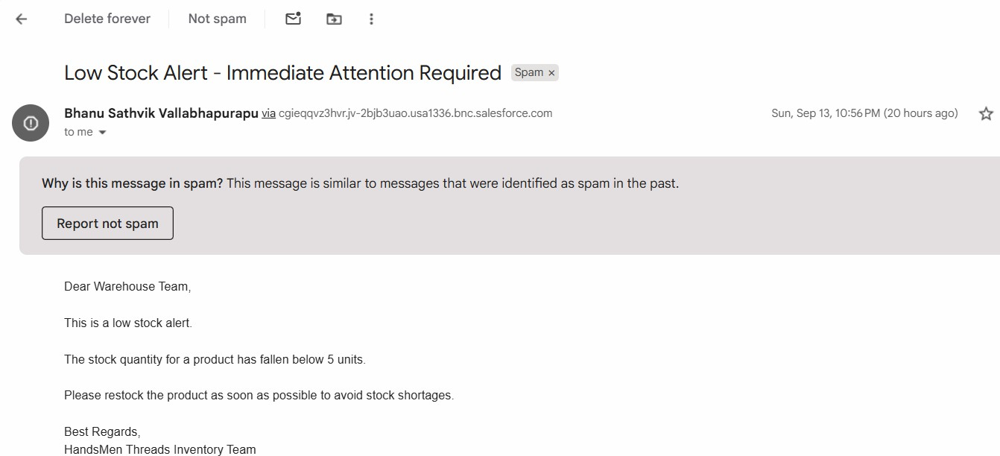 Delete forever Not spam
Low Stock Alert - Immediate Attention Required Spam ×
Bhanu Sathvik Vallabhapurapu via cgieqqvz3hvr.jv-2bjb3uao.usa1336.bnc.salesforce.com Sun, Sep 13, 10:56 PM (20 hours ago)
to me
Why is this message in spam? This message is similar to messages that were identified as spam in the past.
Report not spam
Dear Warehouse Team,
This is a low stock alert.
The stock quantity for a product has fallen below 5 units.
Please restock the product as soon as possible to avoid stock shortages.
Best Regards,
HandsMen Threads Inventory Team